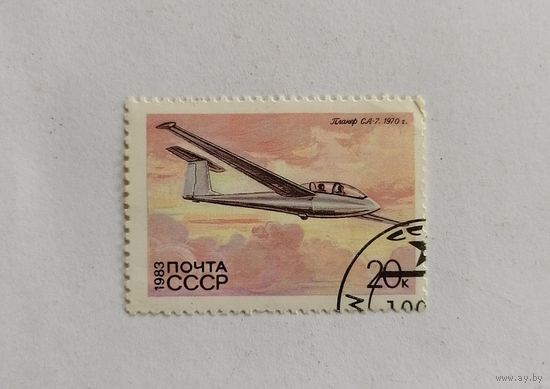 Планер СА-7. 1970 г.
1983
ПОЧТА
СССР
20к
www.ay.by